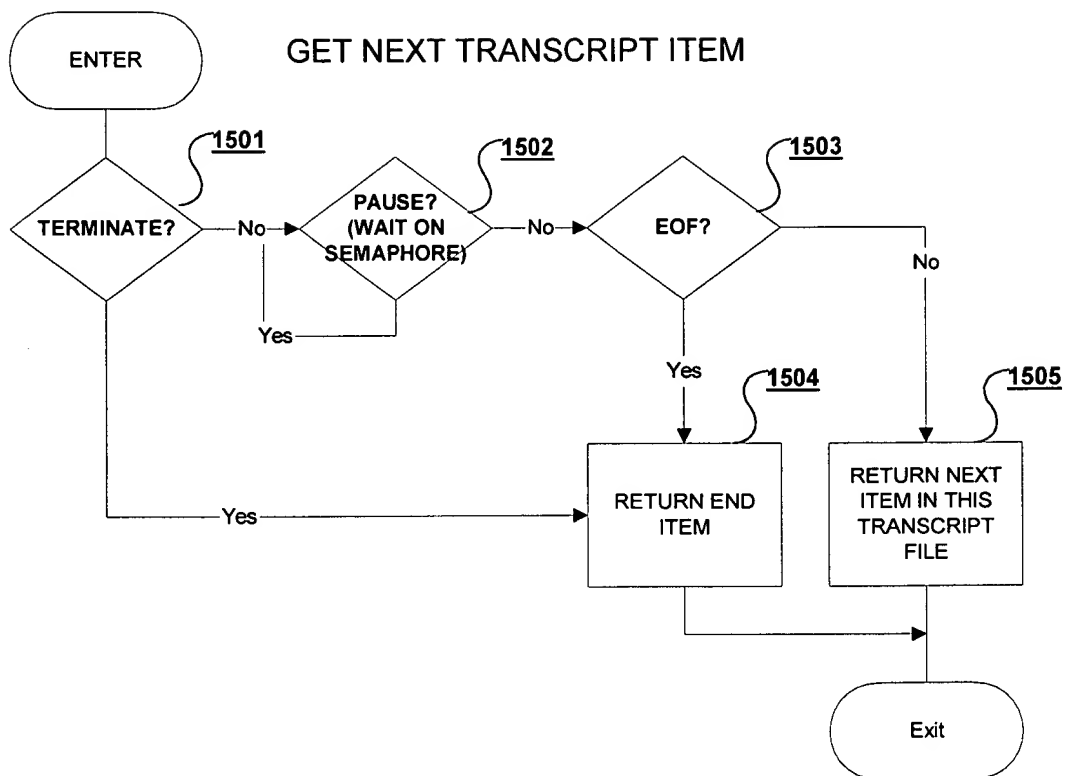 ENTER
GET NEXT TRANSCRIPT ITEM
1501
1502
1503
TERMINATE?
No
PAUSE?
(WAIT ON
SEMAPHORE)
No
EOF?
No
Yes
Yes
1504
1505
Yes
RETURN END
ITEM
RETURN NEXT
ITEM IN THIS
TRANSCRIPT
FILE
Exit